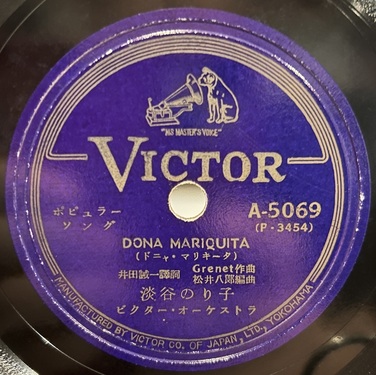 "HIS MASTER'S VOICE"
VICTOR
ポピュラー
ソング
A-5069
(P・3454)
DONA MARIQUITA
(ドニャ・マリキータ)
井田誠一譯詞 Grenet作曲
松井八郎編曲
淡谷のり子
ビクター・オーケストラ
MANUFACTURED BY VICTOR CO. OF JAPAN, LTD., YOKOHAMA